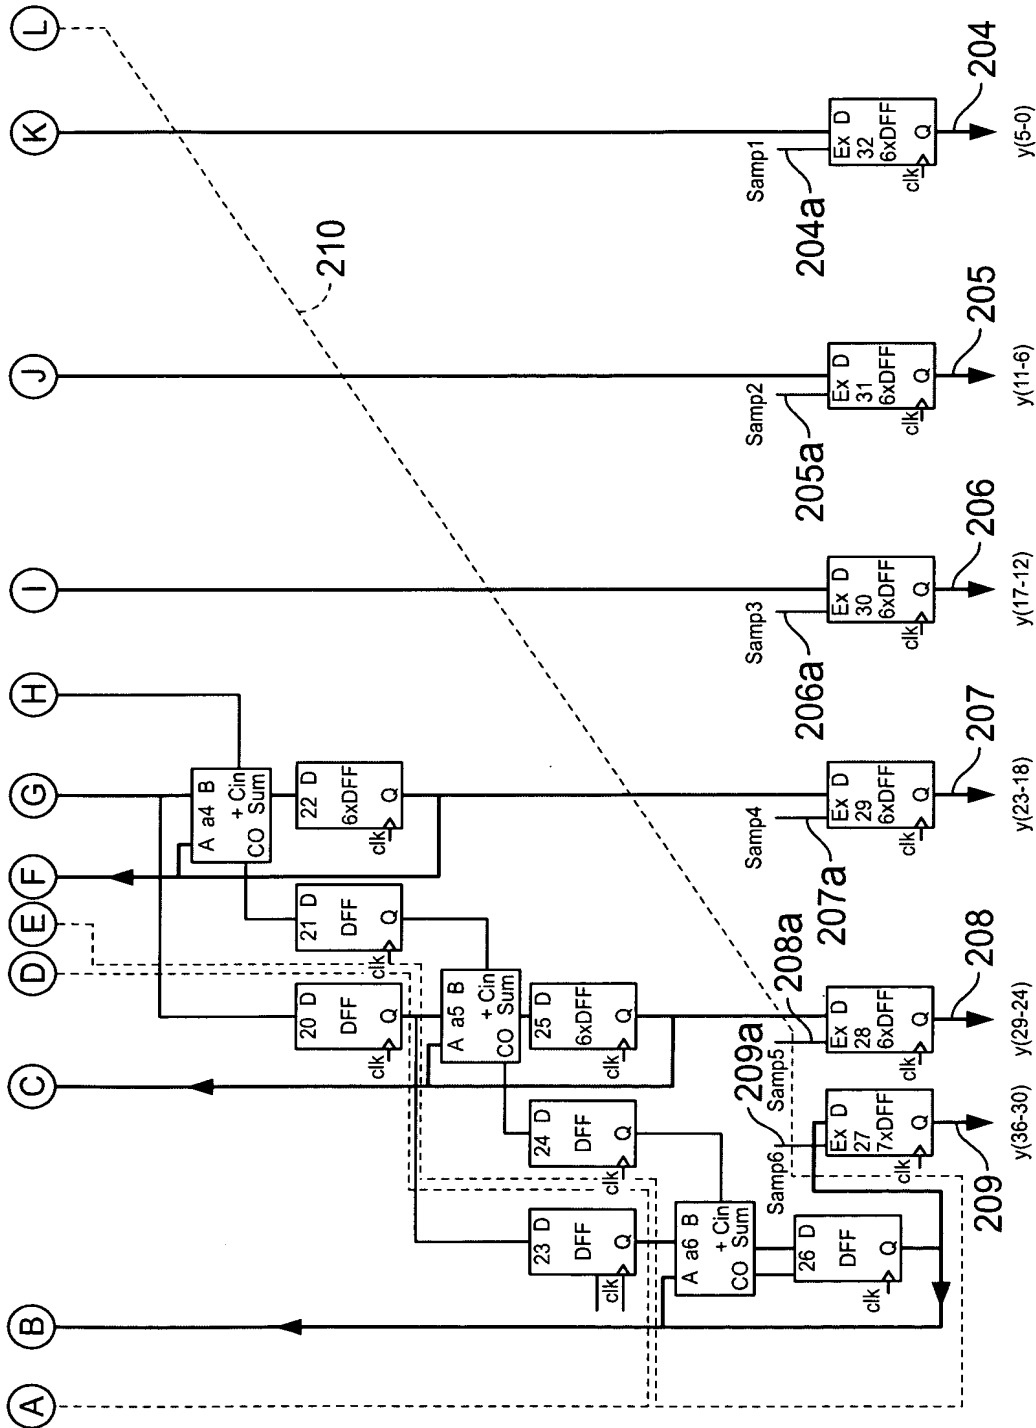 A
B
C
D
E
F
G
H
I
J
K
L
A a4 B
+ Cin
CO Sum
22 D
6xDFF
Q
clk
21 D
DFF
Q
clk
20 D
DFF
Q
clk
A a5 B
+ Cin
CO Sum
25 D
6xDFF
Q
clk
24 D
DFF
Q
clk
23 D
DFF
Q
clk
A a6 B
+ Cin
CO Sum
26 D
DFF
Q
clk
210
Samp6
209a
Ex D
27
7xDFF
Q
clk
209
y(36-30)
Samp5
208a
Ex D
28
6xDFF
Q
clk
208
y(29-24)
Samp4
207a
Ex D
29
6xDFF
Q
clk
207
y(23-18)
Samp3
206a
Ex D
30
6xDFF
Q
clk
206
y(17-12)
Samp2
205a
Ex D
31
6xDFF
Q
clk
205
y(11-6)
Samp1
204a
Ex D
32
6xDFF
Q
clk
204
y(5-0)